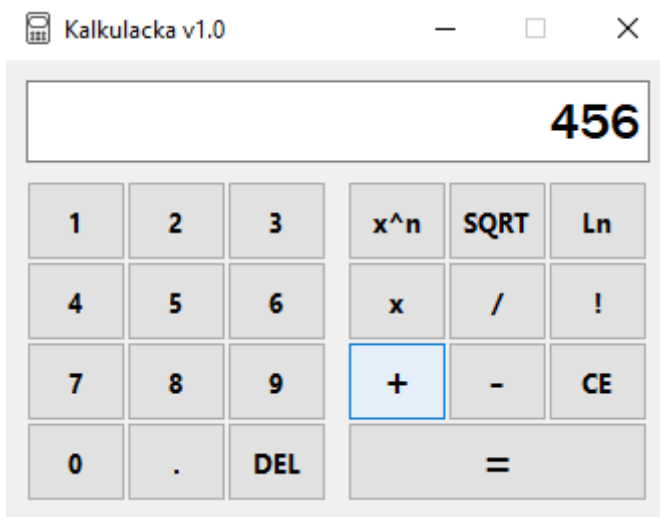 Kalkulacka v1.0
456
1 2 3 x^n SQRT Ln
4 5 6 x / !
7 8 9 + - CE
0 . DEL =